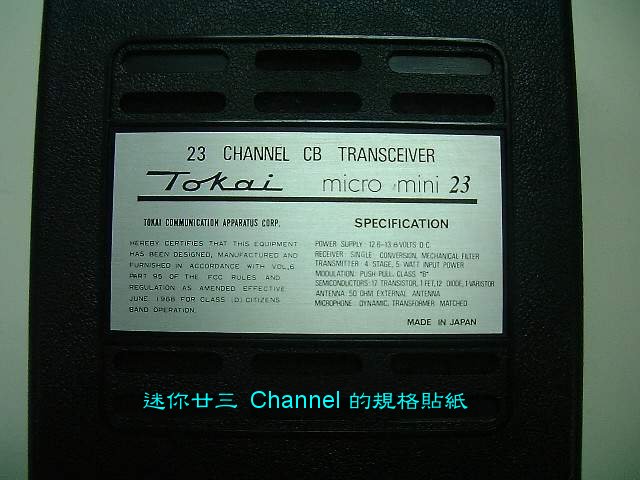 23 CHANNEL CB TRANSCEIVER
Tokai micro mini 23
TOKAI COMMUNICATION APPARATUS CORP.
HEREBY CERTIFIES THAT THIS EQUIPMENT
HAS BEEN DESIGNED, MANUFACTURED AND
FURNISHED IN ACCORDANCE WITH VOL,6
PART 95 OF THE FCC RULES AND
REGULATION AS AMENDED EFFECTIVE
JUNE 1968 FOR CLASS (D) CITIZENS
BAND OPERATION.
SPECIFICATION
POWER SUPPLY: 12.6-13.8VOLTS D.C.
RECEIVER: SINGLE CONVERSION, MECHANICAL FILTER
TRANSMITTER: 4 STAGE, 5 WATT INPUT POWER
MODULATION: PUSH PULL CLASS "B"
SEMICONDUCTORS: 17 TRANSISTOR, 1 FET, 12 DIODE, 1 VARISTOR
ANTENNA: 50 OHM EXTERNAL ANTENNA
MICROPHONE: DYNAMIC, TRANSFORMER MATCHED
MADE IN JAPAN
迷你廿三 Channel 的規格貼紙